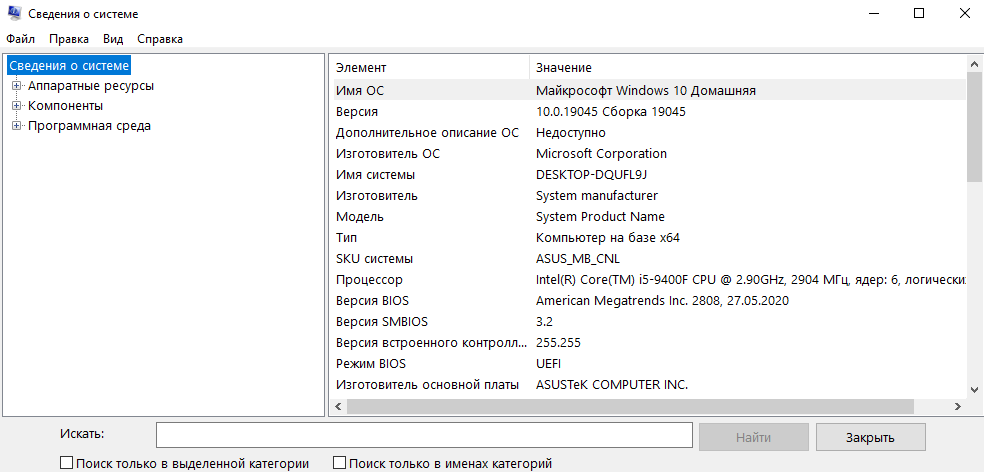 Сведения о системе
Файл Правка Вид Справка
Сведения о системе
Аппаратные ресурсы
Компоненты
Программная среда
Элемент Значение
Имя ОС Майкрософт Windows 10 Домашняя
Версия 10.0.19045 Сборка 19045
Дополнительное описание ОС Недоступно
Изготовитель ОС Microsoft Corporation
Имя системы DESKTOP-DQUFL9J
Изготовитель System manufacturer
Модель System Product Name
Тип Компьютер на базе x64
SKU системы ASUS_MB_CNL
Процессор Intel(R) Core(TM) i5-9400F CPU @ 2.90GHz, 2904 МГц, ядер: 6, логических
Версия BIOS American Megatrends Inc. 2808, 27.05.2020
Версия SMBIOS 3.2
Версия встроенного контролл... 255.255
Режим BIOS UEFI
Изготовитель основной платы ASUSTeK COMPUTER INC.
Искать: Найти Закрыть
Поиск только в выделенной категории Поиск только в именах категорий